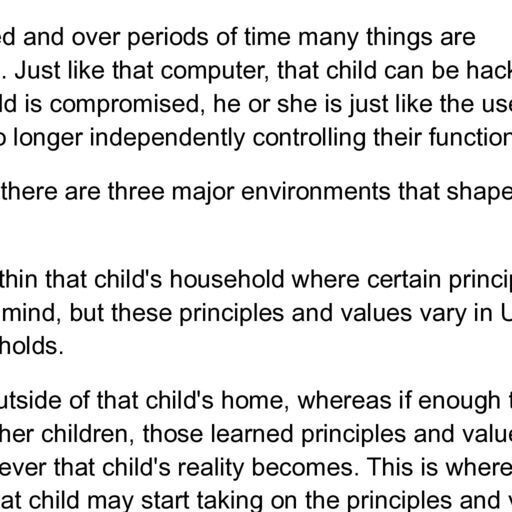 ed and over periods of time many things are
. Just like that computer, that child can be hack
ld is compromised, he or she is just like the use
o longer independently controlling their function
there are three major environments that shape
thin that child's household where certain princip
mind, but these principles and values vary in U
holds.
utside of that child's home, whereas if enough t
her children, those learned principles and value
ever that child's reality becomes. This is where
at child may start taking on the principles and v